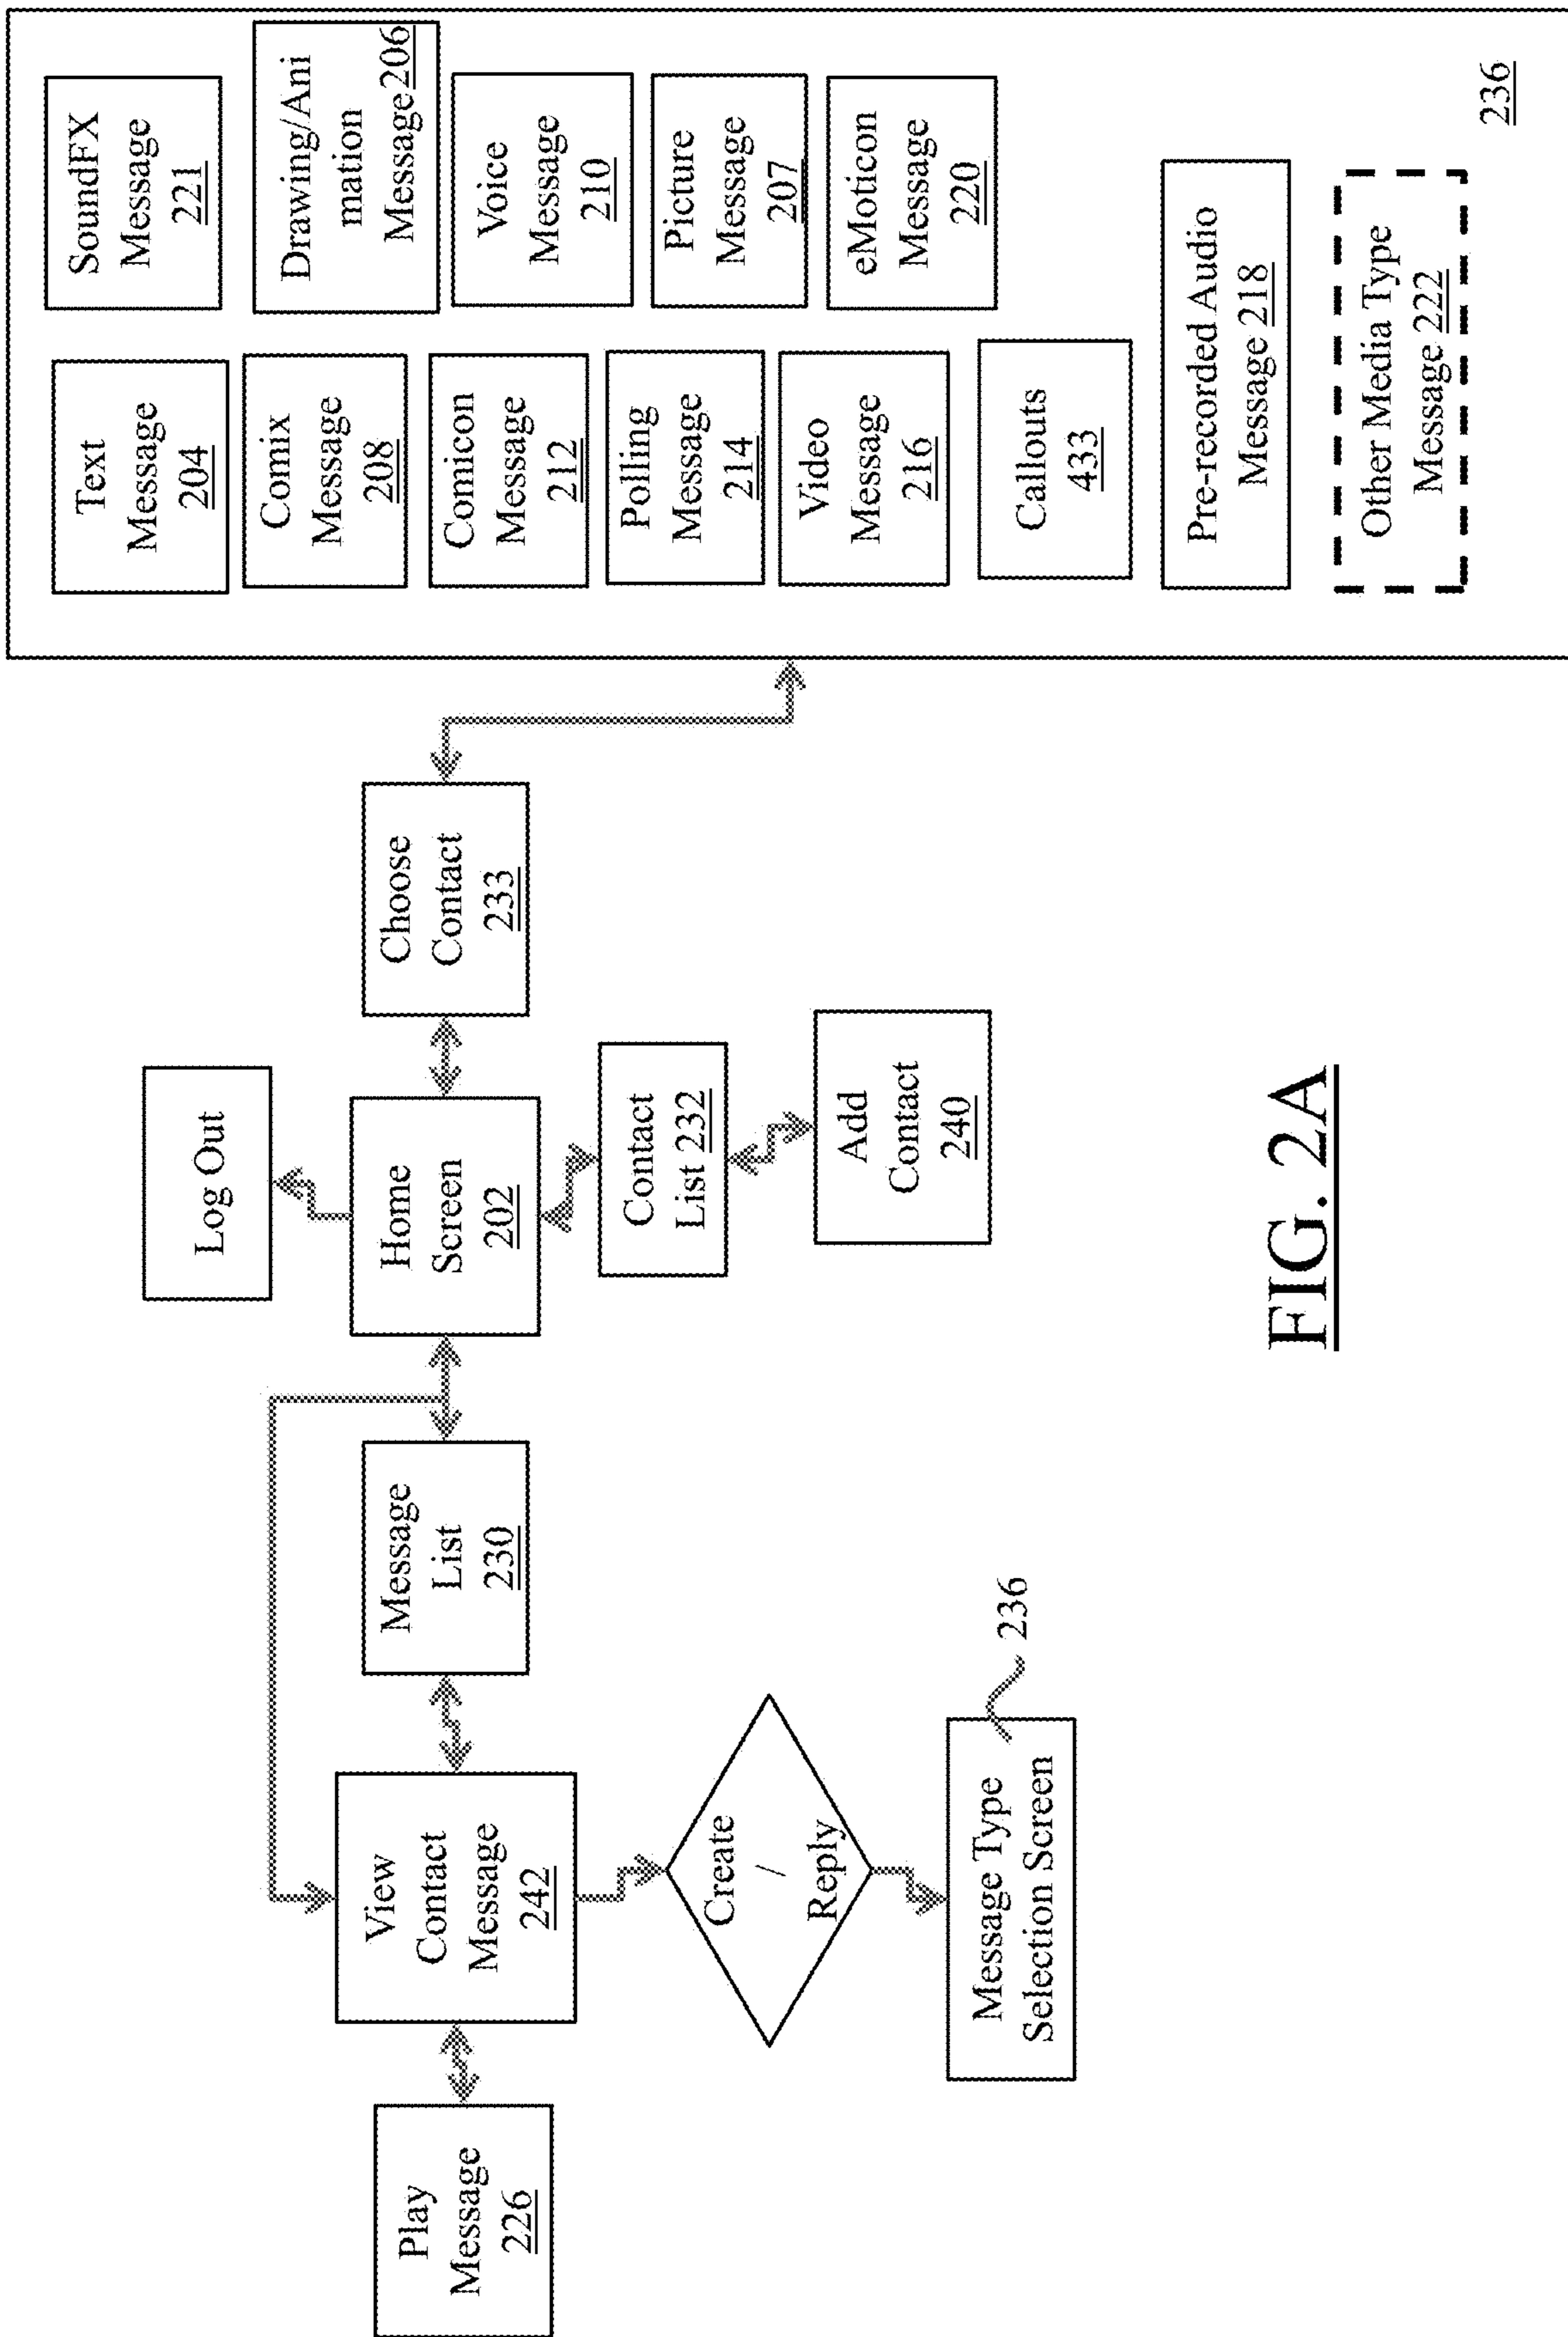 Play
Message
226
View
Contact
Message
242
Create
/
Reply
Message Type
Selection Screen
236
Message
List
230
Log Out
Home
Screen
202
Contact
List 232
Add
Contact
240
Choose
Contact
233
Text
Message
204
SoundFX
Message
221
Comix
Message
208
Drawing/Ani
mation
Message206
Comicon
Message
212
Voice
Message
210
Polling
Message
214
Picture
Message
207
Video
Message
216
eMoticon
Message
220
Callouts
433
Pre-recorded Audio
Message 218
Other Media Type
Message 222
236
FIG. 2A